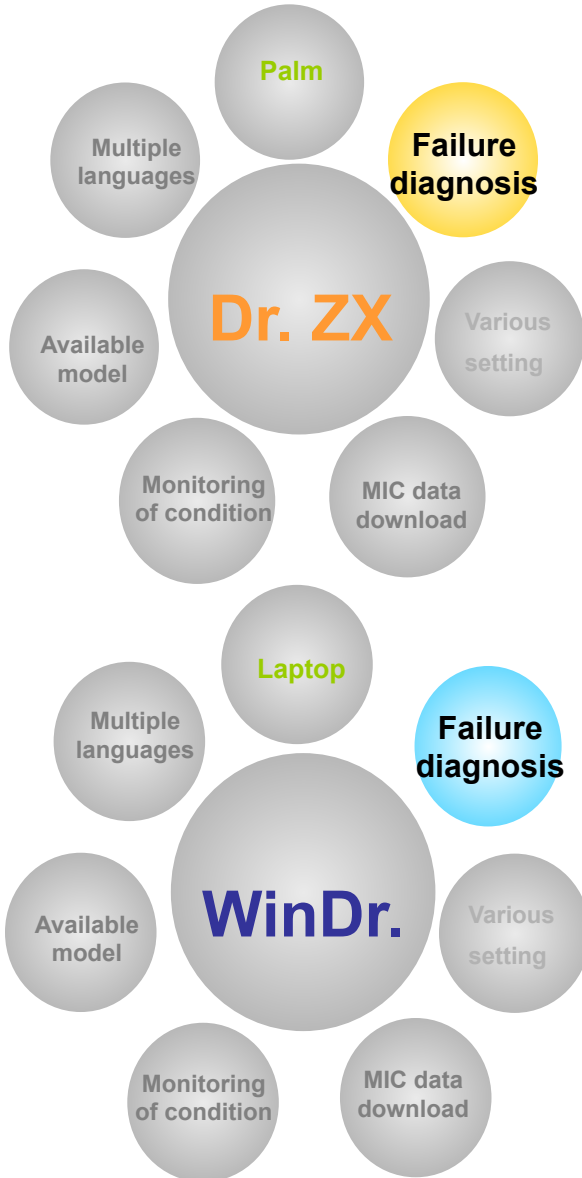 Palm
Multiple
languages
Failure
diagnosis
Dr. ZX
Various
setting
Available
model
Monitoring
of condition
MIC data
download
Laptop
Multiple
languages
Failure
diagnosis
WinDr.
Various
setting
Available
model
Monitoring
of condition
MIC data
download